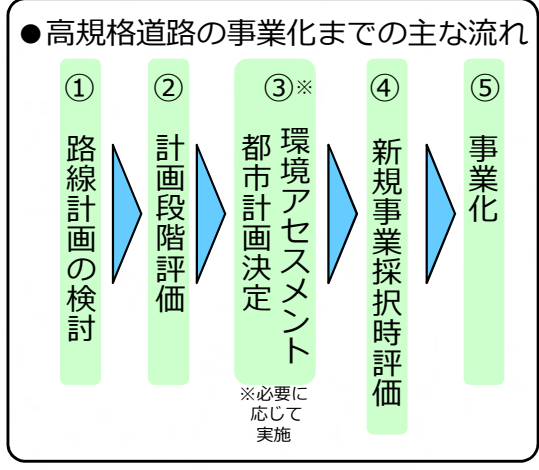 ●高規格道路の事業化までの主な流れ
①
路線計画の検討
②
計画段階評価
③※
環境アセスメント
都市計画決定
※必要に
応じて
実施
④
新規事業採択時評価
⑤
事業化